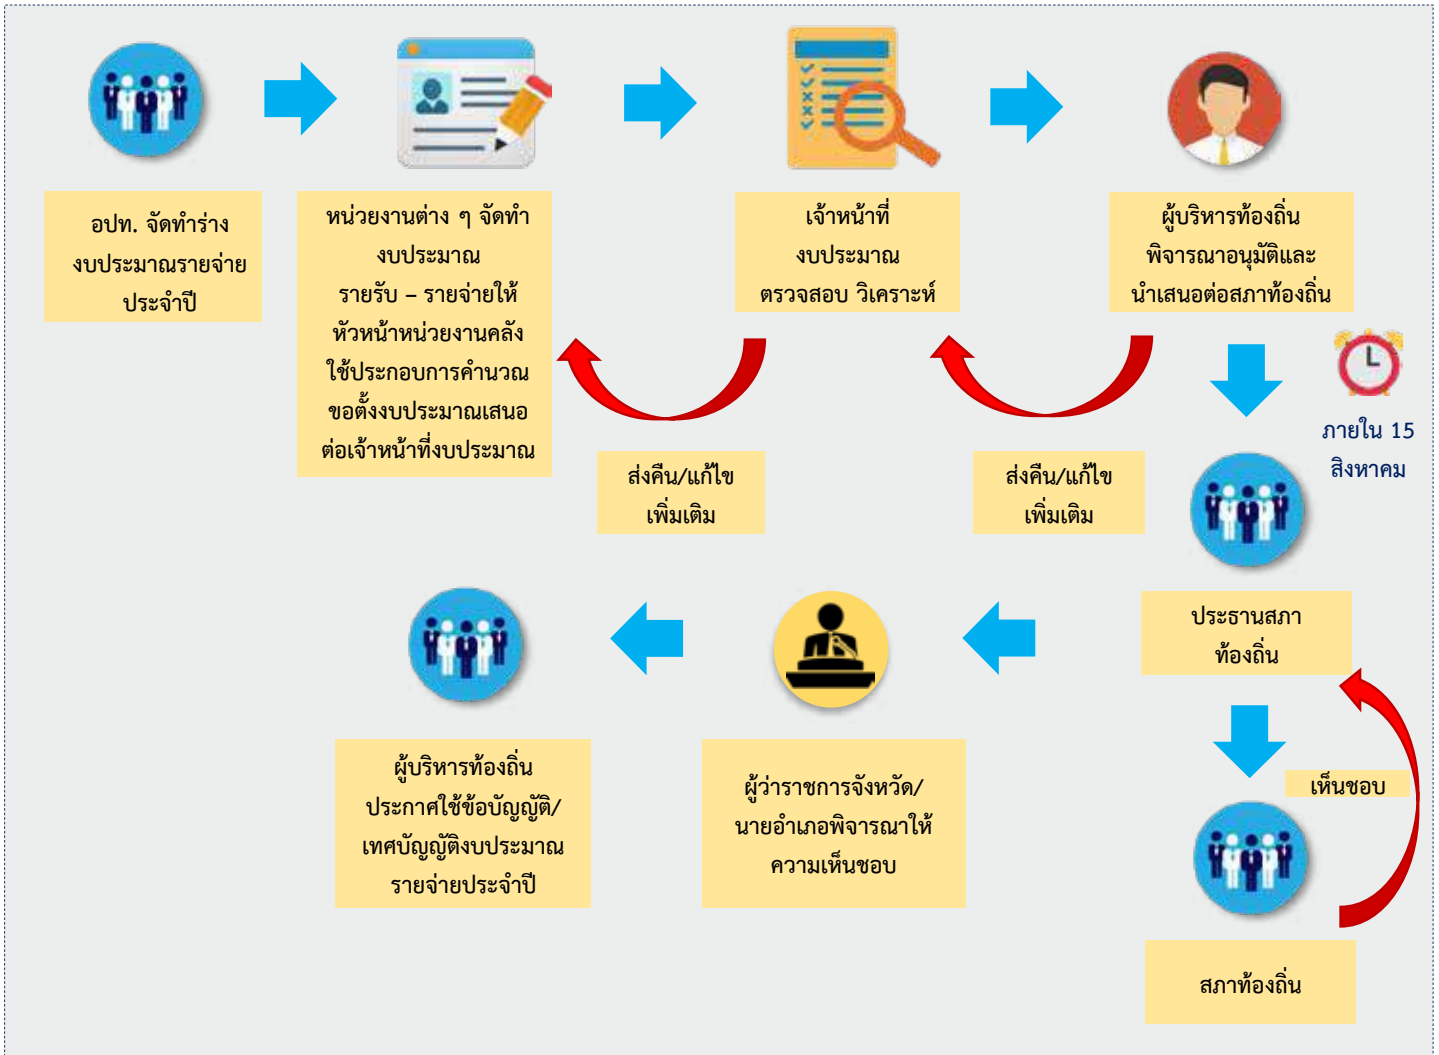 อปท. จัดทำร่าง
งบประมาณรายจ่าย
ประจำปี
หน่วยงานต่าง ๆ จัดทำ
งบประมาณ
รายรับ – รายจ่ายให้
หัวหน้าหน่วยงานคลัง
ใช้ประกอบการคำนวณ
ขอตั้งงบประมาณเสนอ
ต่อเจ้าหน้าที่งบประมาณ
เจ้าหน้าที่
งบประมาณ
ตรวจสอบ วิเคราะห์
ผู้บริหารท้องถิ่น
พิจารณาอนุมัติและ
นำเสนอต่อสภาท้องถิ่น
ส่งคืน/แก้ไข
เพิ่มเติม
ส่งคืน/แก้ไข
เพิ่มเติม
ภายใน 15
สิงหาคม
ประธานสภา
ท้องถิ่น
เห็นชอบ
สภาท้องถิ่น
ผู้ว่าราชการจังหวัด/
นายอำเภอพิจารณาให้
ความเห็นชอบ
ผู้บริหารท้องถิ่น
ประกาศใช้ข้อบัญญัติ/
เทศบัญญัติงบประมาณ
รายจ่ายประจำปี